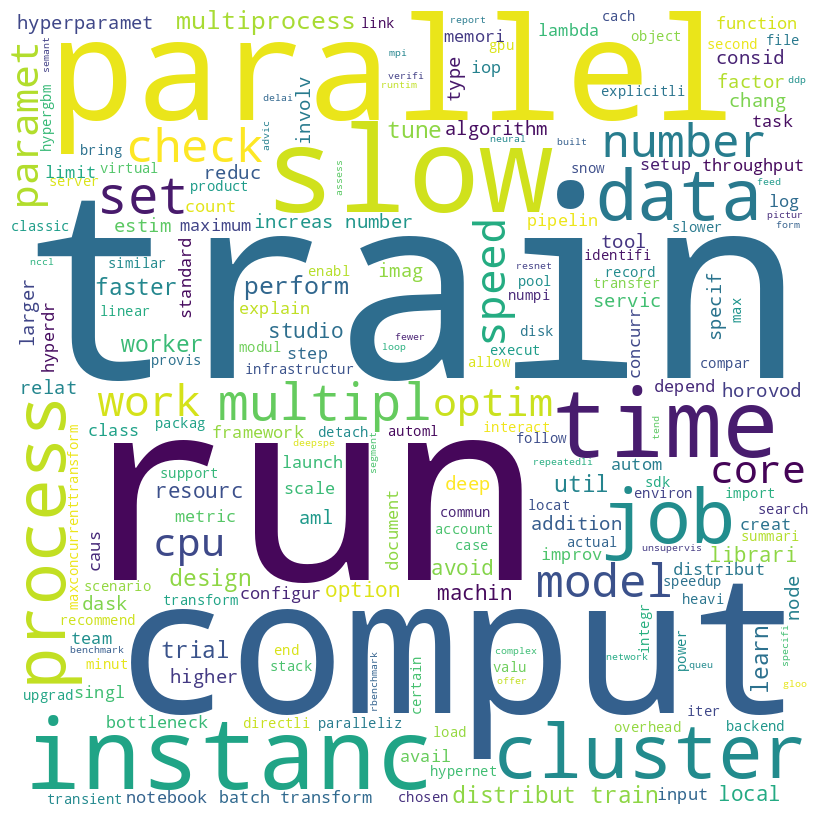 hyperparamet multiprocess link report cach function
semant parallel mpi memori gpu lambda object second file
paramet hypergbm verifi runtim type iop consid ddp
delai involv explicitli factor chang
bring check advic slow tune algorithm neural built number task
limit virtual reduc assess snow setup throughput
server set product data feed
classic count maximum estim increas number pipelin slower log pictur form
train
nccl similar standard speed resnet tool identifi
larger faster linear perform enabl imag pool numpi record transfer
hyperdr explain servic specif max
worker studio modul step fewer loop disk execut concurr
relat provis infrastructur allow compar
work multipl optim time depend horovod
process class packag framework detach automl interact follow
deepspe segment repeatedli tend autom core
maxconcurrenttransform support launch scale deep util locat sdk environ import search
resourc metric aml document commun account case addition actual creat summari
run job
caus cpu avoid improv unsupervis librari
scenario dask design option machin model distribut speedup
recommend transform configur heavi node
team comput
benchmark trial end stack complex integr learn
minut higher certain valu offer network power queu specifi gloo
upgrad singl rbenchmark iter
bottleneck directli paralleliz load overhead backend
instanc avail hypernet cluster
transient notebook batch transform chosen distribut train input local